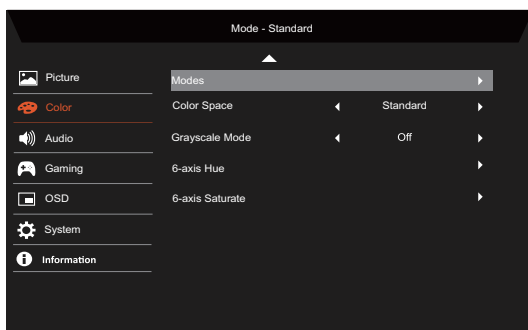 Mode - Standard
Picture
Color
Audio
Gaming
OSD
System
Information
Modes
Color Space Standard
Grayscale Mode Off
6-axis Hue
6-axis Saturate